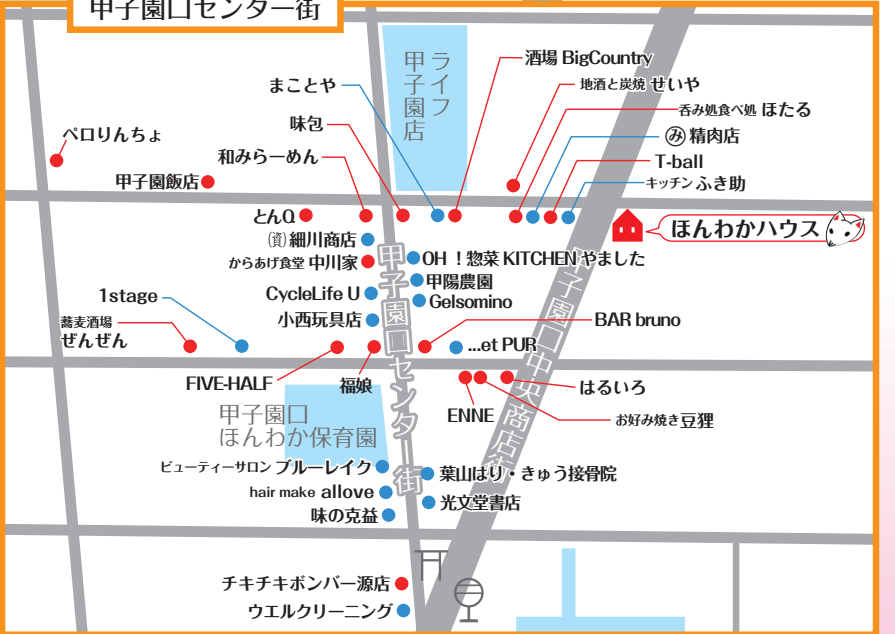 甲子園口センター街
ライフ
甲子園店
酒場 BigCountry
まことや
地酒と炭焼 せいや
味包
呑み処食べ処 ほたる
ペロりんちょ
み 精肉店
和みらーめん
T-ball
甲子園飯店
キッチン ふき助
とんQ
ほんわかハウス
㈾細川商店
からあげ食堂 中川家
OH！惣菜 KITCHEN やました
甲陽農園
CycleLife U
Gelsomino
1stage
小西玩具店
BAR bruno
蕎麦酒場
ぜんぜん
...et PUR
FIVE-HALF
福娘
はるいろ
ENNE
お好み焼き 豆狸
甲子園口
ほんわか保育園
甲子園口センター街
甲子園口中央商店街
ビューティーサロン ブルーレイク
葉山はり・きゅう接骨院
hair make allove
光文堂書店
味の克益
チキチキボンバー源店
ウエルクリーニング